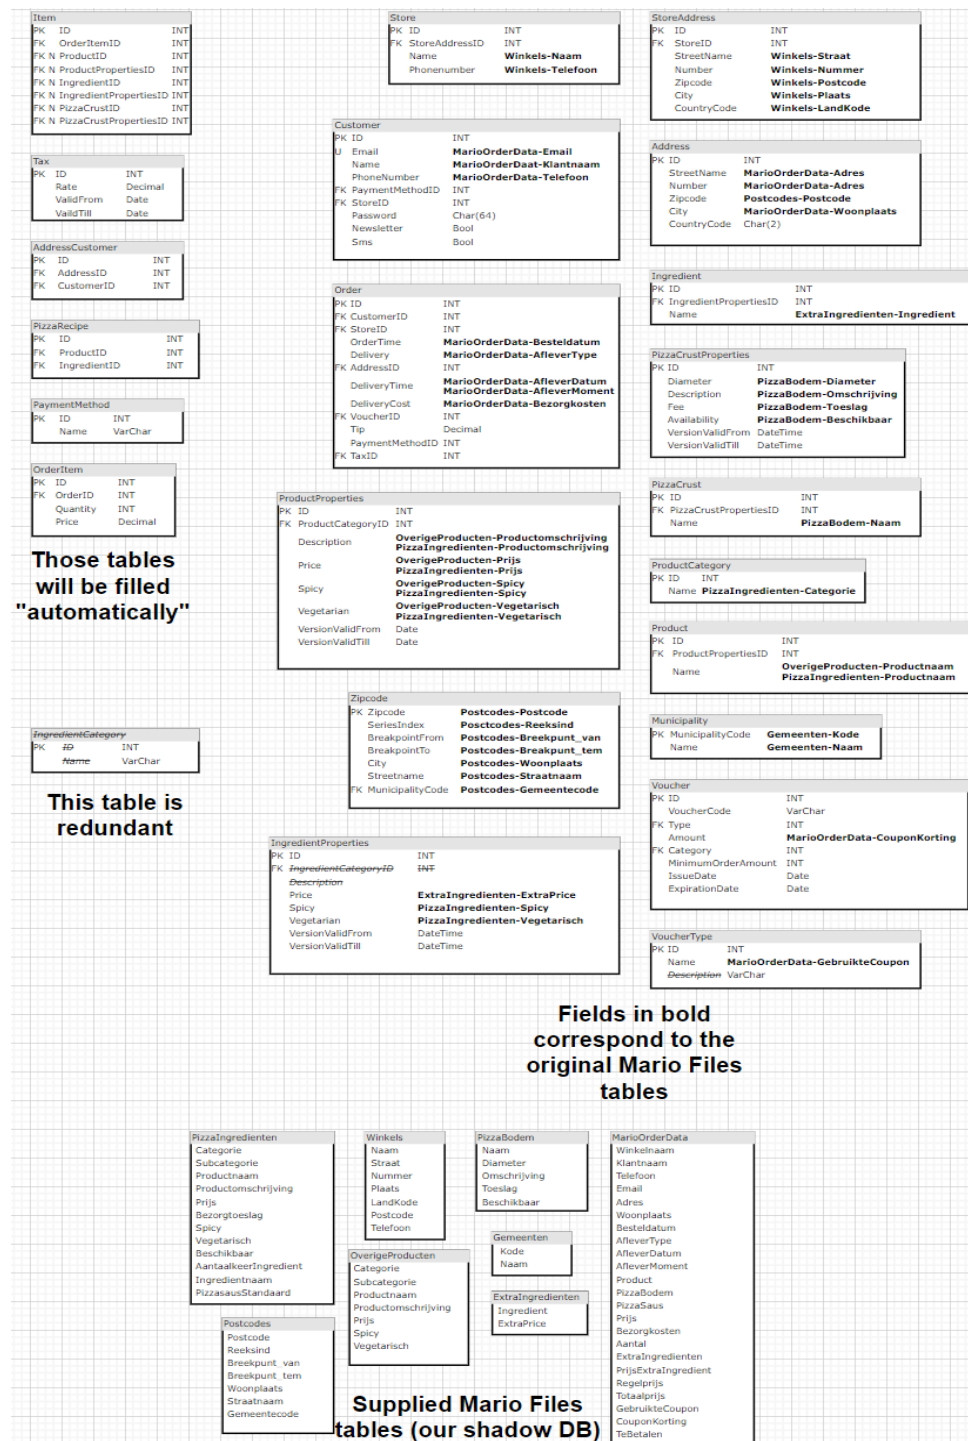 Item
PK ID INT
FK OrderItemID INT
FK N ProductID INT
FK N ProductPropertiesID INT
FK N IngredientID INT
FK N IngredientPropertiesID INT
FK N PizzaCrustID INT
FK N PizzaCrustPropertiesID INT
Tax
PK ID INT
Rate Decimal
ValidFrom Date
VaildTill Date
AddressCustomer
PK ID INT
FK AddressID INT
FK CustomerID INT
PizzaRecipe
PK ID INT
FK ProductID INT
FK IngredientID INT
PaymentMethod
PK ID INT
Name VarChar
OrderItem
PK ID INT
FK OrderID INT
Quantity INT
Price Decimal
Those tables
will be filled
"automatically"
IngredientCategory
PK ID INT
Name VarChar
This table is
redundant
Store
PK ID INT
FK StoreAddressID INT
Name Winkels-Naam
Phonenumber Winkels-Telefoon
Customer
PK ID INT
U Email MarioOrderData-Email
Name MarioOrderDaat-Klantnaam
PhoneNumber MarioOrderData-Telefoon
FK PaymentMethodID INT
FK StoreID INT
Password Char(64)
Newsletter Bool
Sms Bool
Order
PK ID INT
FK CustomerID INT
FK StoreID INT
OrderTime MarioOrderData-Besteldatum
Delivery MarioOrderData-AfleverType
FK AddressID INT
DeliveryTime MarioOrderData-AfleverDatum
MarioOrderData-AfleverMoment
DeliveryCost MarioOrderData-Bezorgkosten
FK VoucherID INT
Tip Decimal
PaymentMethodID INT
FK TaxID INT
ProductProperties
PK ID INT
FK ProductCategoryID INT
Description OverigeProducten-Productomschrijving
PizzaIngredienten-Productomschrijving
Price OverigeProducten-Prijs
PizzaIngredienten-Prijs
Spicy OverigeProducten-Spicy
PizzaIngredienten-Spicy
Vegetarian OverigeProducten-Vegetarisch
PizzaIngredienten-Vegetarisch
VersionValidFrom Date
VersionValidTill Date
Zipcode
PK Zipcode Postcodes-Postcode
SeriesIndex Posctcodes-Reeksind
BreakpointFrom Postcodes-Breekpunt_van
BreakpointTo Postcodes-Breakpunt_tem
City Postcodes-Woonplaats
Streetname Postcodes-Straatnaam
FK MunicipalityCode Postcodes-Gemeentecode
IngredientProperties
PK ID INT
FK IngredientCategoryID INT
Description
Price ExtraIngredienten-ExtraPrice
Spicy PizzaIngredienten-Spicy
Vegetarian PizzaIngredienten-Vegetarisch
VersionValidFrom DateTime
VersionValidTill DateTime
StoreAddress
PK ID INT
FK StoreID INT
StreetName Winkels-Straat
Number Winkels-Nummer
Zipcode Winkels-Postcode
City Winkels-Plaats
CountryCode Winkels-LandKode
Address
PK ID INT
StreetName MarioOrderData-Adres
Number MarioOrderData-Adres
Zipcode Postcodes-Postcode
City MarioOrderData-Woonplaats
CountryCode Char(2)
Ingredient
PK ID INT
FK IngredientPropertiesID INT
Name ExtraIngredienten-Ingredient
PizzaCrustProperties
PK ID INT
Diameter PizzaBodem-Diameter
Description PizzaBodem-Omschrijving
Fee PizzaBodem-Toeslag
Availability PizzaBodem-Beschikbaar
VersionValidFrom DateTime
VersionValidTill DateTime
PizzaCrust
PK ID INT
FK PizzaCrustPropertiesID INT
Name PizzaBodem-Naam
ProductCategory
PK ID INT
Name PizzaIngredienten-Categorie
Product
PK ID INT
FK ProductPropertiesID INT
Name OverigeProducten-Productnaam
PizzaIngredienten-Productnaam
Municipality
PK MunicipalityCode Gemeenten-Kode
Name Gemeenten-Naam
Voucher
PK ID INT
VoucherCode VarChar
FK Type INT
Amount MarioOrderData-CouponKorting
FK Category INT
MinimumOrderAmount INT
IssueDate Date
ExpirationDate Date
VoucherType
PK ID INT
Name MarioOrderData-GebruikteCoupon
Description VarChar
Fields in bold
correspond to the
original Mario Files
tables
PizzaIngredienten
Categorie
Subcategorie
Productnaam
Productomschrijving
Prijs
Bezorgtoeslag
Spicy
Vegetarisch
Beschikbaar
AantaalkeerIngredient
Ingredientnaam
PizzasausStandaard
Postcodes
Postcode
Reeksind
Breekpunt_van
Breekpunt_tem
Woonplaats
Straatnaam
Gemeentecode
Winkels
Naam
Straat
Nummer
Plaats
LandKode
Postcode
Telefoon
OverigeProducten
Categorie
Subcategorie
Productnaam
Productomschrijving
Prijs
Spicy
Vegetarisch
PizzaBodem
Naam
Diameter
Omschrijving
Toeslag
Beschikbaar
Gemeenten
Kode
Naam
ExtraIngredienten
Ingredient
ExtraPrice
MarioOrderData
Winkelnaam
Klantnaam
Telefoon
Email
Adres
Woonplaats
Besteldatum
AfleverType
AfleverDatum
AfleverMoment
Product
PizzaBodem
PizzaSaus
Prijs
Bezorgkosten
Aantal
ExtraIngredienten
PrijsExtraIngredient
Regelprijs
Totaalprijs
GebruikteCoupon
CouponKorting
TeBetalen
Supplied Mario Files
tables (our shadow DB)